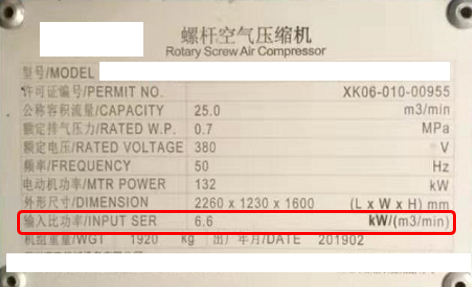 螺杆空气压缩机
Rotary Screw Air Compressor
型号/MODEL
许可证编号/PERMIT NO. XK06-010-00955
公称容积流量/CAPACITY 25.0 m3/min
额定排气压力/RATED W.P. 0.7 MPa
额定电压/RATED VOLTAGE 380 V
频率/FREQUENCY 50 Hz
电动机功率/MTR POWER 132 kW
外形尺寸/DIMENSION 2260 x 1230 x 1600 (L x W x H) mm
输入比功率/INPUT SER 6.6 kW/(m3/min)
机组重量/WGT 1920 Kg 出厂年月/DATE 201902